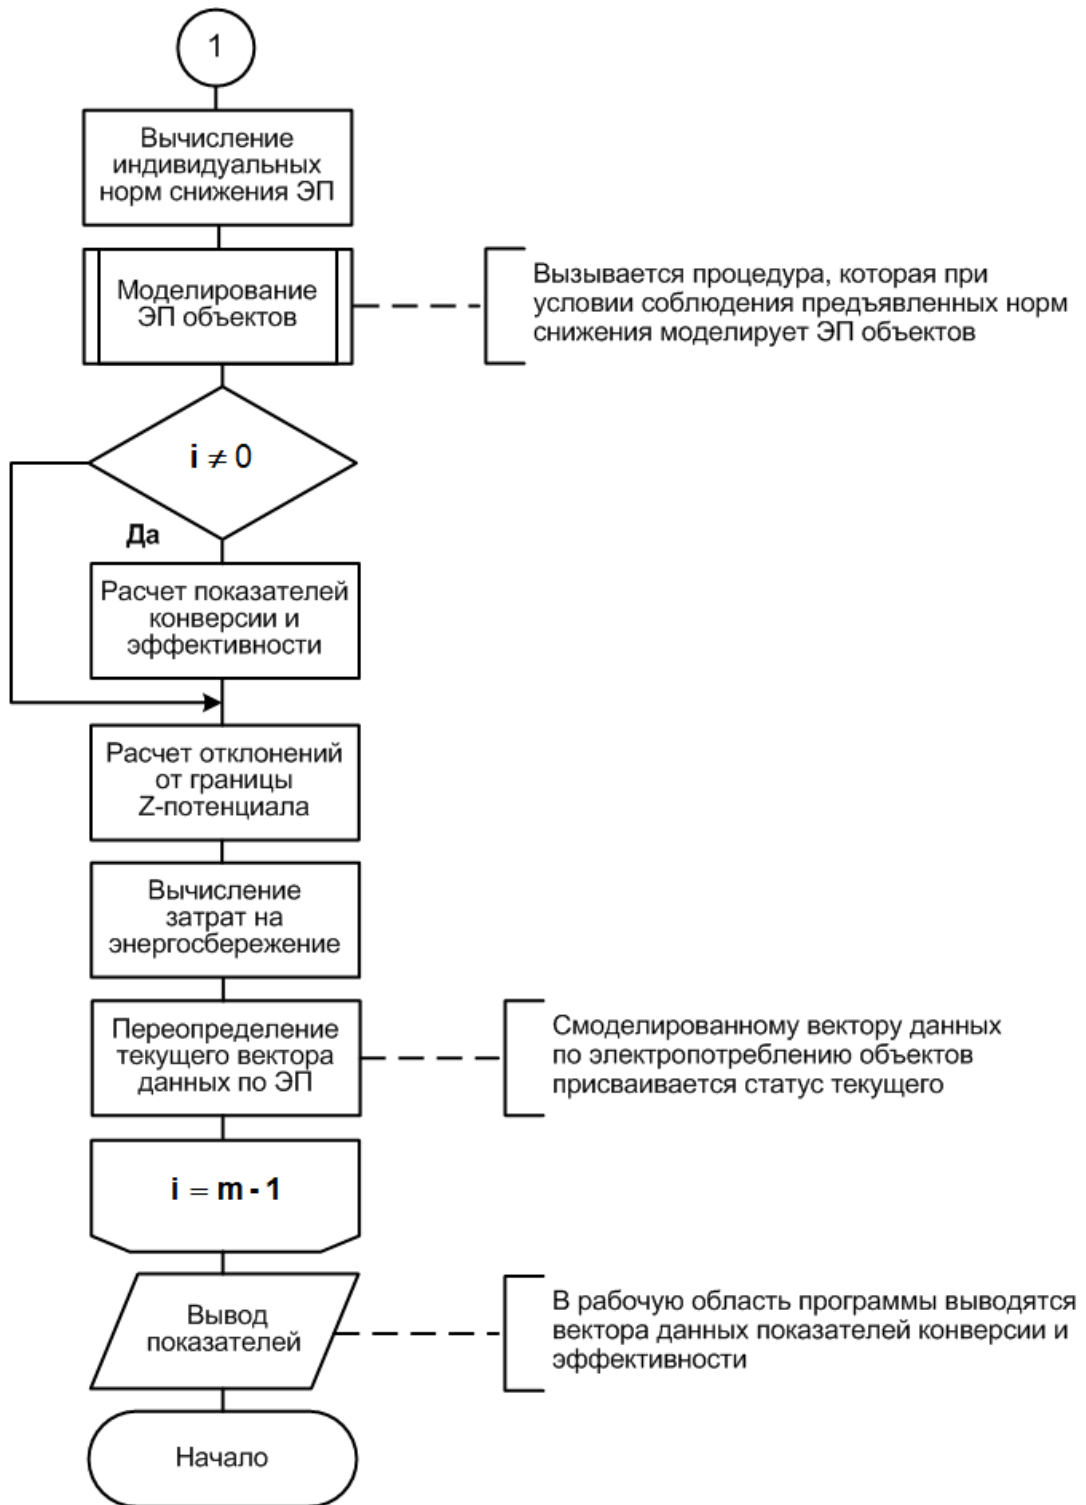 1
Вычисление
индивидуальных
норм снижения ЭП
Моделирование
ЭП объектов
Вызывается процедура, которая при
условии соблюдения предъявленных норм
снижения моделирует ЭП объектов
i ≠ 0
Да
Расчет показателей
конверсии и
эффективности
Расчет отклонений
от границы
Z-потенциала
Вычисление
затрат на
энергосбережение
Переопределение
текущего вектора
данных по ЭП
Смоделированному вектору данных
по электропотреблению объектов
присваивается статус текущего
i = m - 1
Вывод
показателей
В рабочую область программы выводятся
вектора данных показателей конверсии и
эффективности
Начало